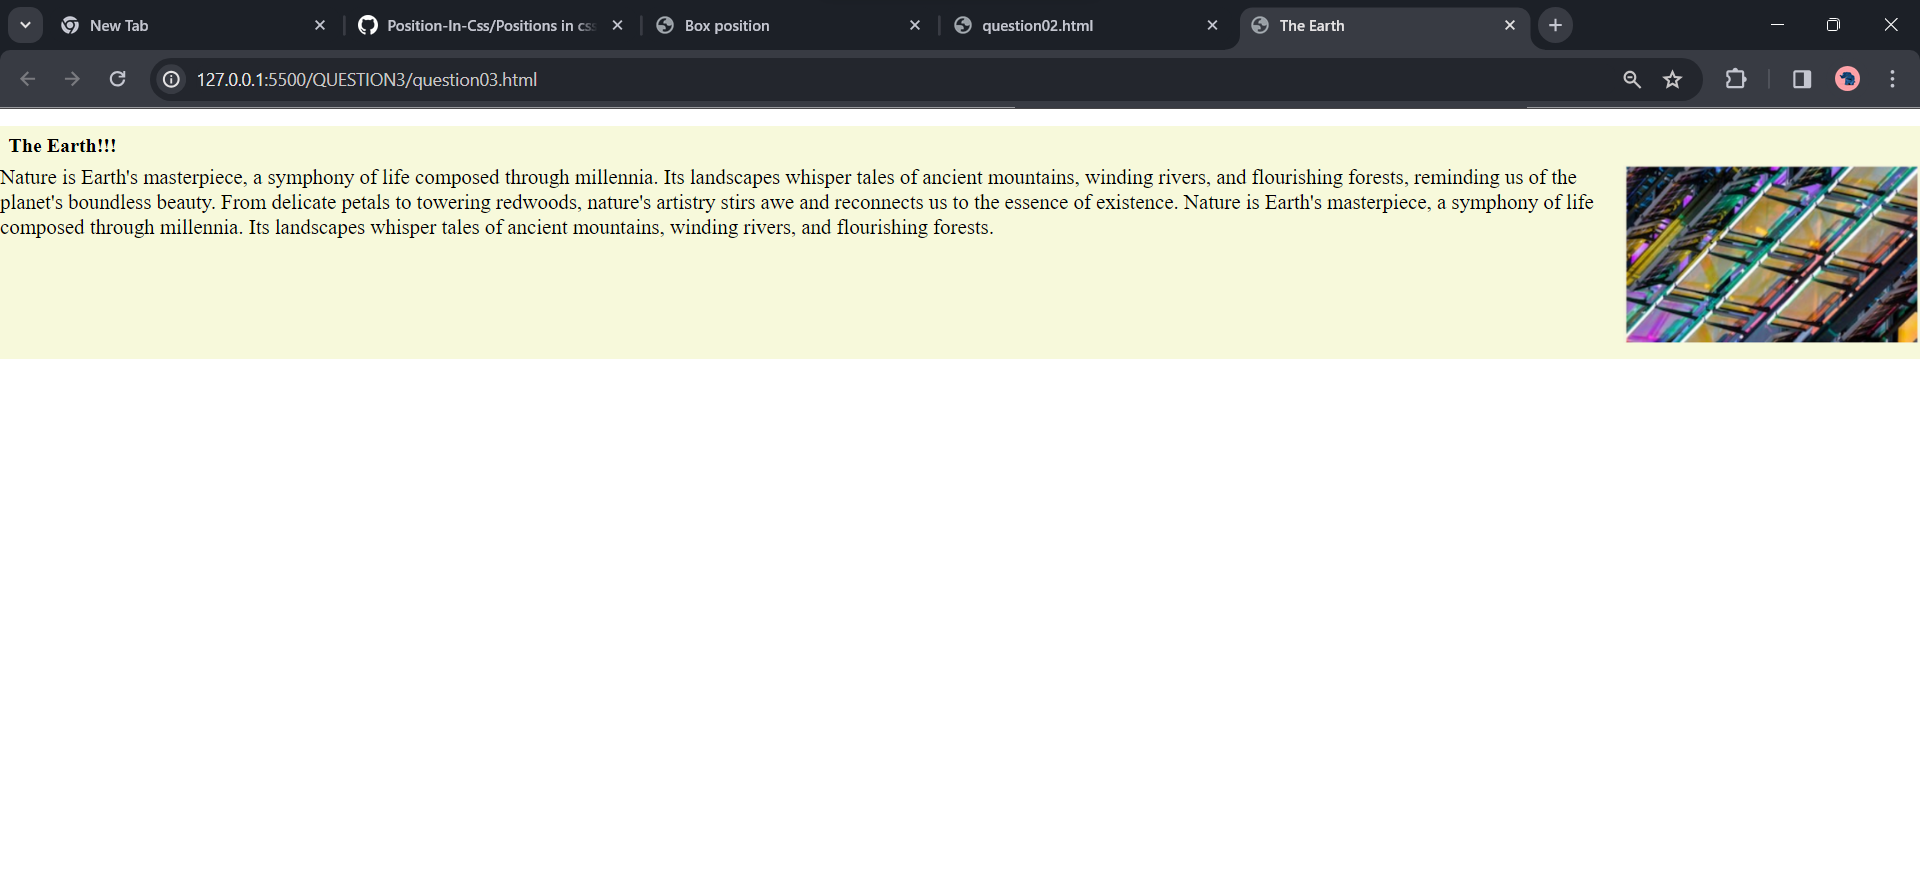 New Tab
Position-In-Css/Positions in css
Box position
question02.html
The Earth
127.0.0.1:5500/QUESTION3/question03.html
The Earth!!!
Nature is Earth's masterpiece, a symphony of life composed through millennia. Its landscapes whisper tales of ancient mountains, winding rivers, and flourishing forests, reminding us of the
planet's boundless beauty. From delicate petals to towering redwoods, nature's artistry stirs awe and reconnects us to the essence of existence. Nature is Earth's masterpiece, a symphony of life
composed through millennia. Its landscapes whisper tales of ancient mountains, winding rivers, and flourishing forests.